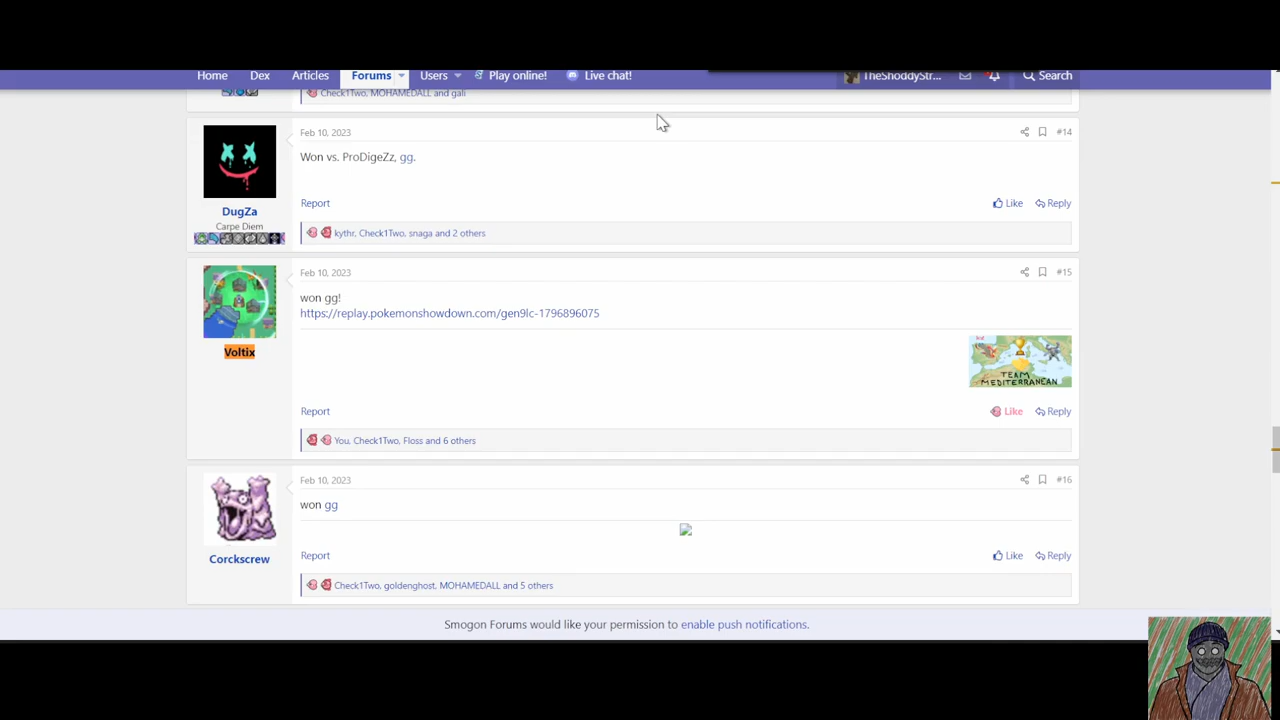 Home Dex Articles Forums Users Play online! Live chat! TheShoddyStr... Search
Check1Two, MOHAMEDALL and gali
Feb 10, 2023 #14
Won vs. ProDigeZz, gg.
DugZa
Carpe Diem
Report Like Reply
kythr, Check1Two, snaga and 2 others
Feb 10, 2023 #15
won gg!
https://replay.pokemonshowdown.com/gen9lc-1796896075
Voltix
TEAM
MEDITERRANEAN
Report Like Reply
You, Check1Two, Floss and 6 others
Feb 10, 2023 #16
won gg
Corckscrew
Report Like Reply
Check1Two, goldenghost, MOHAMEDALL and 5 others
Smogon Forums would like your permission to enable push notifications.